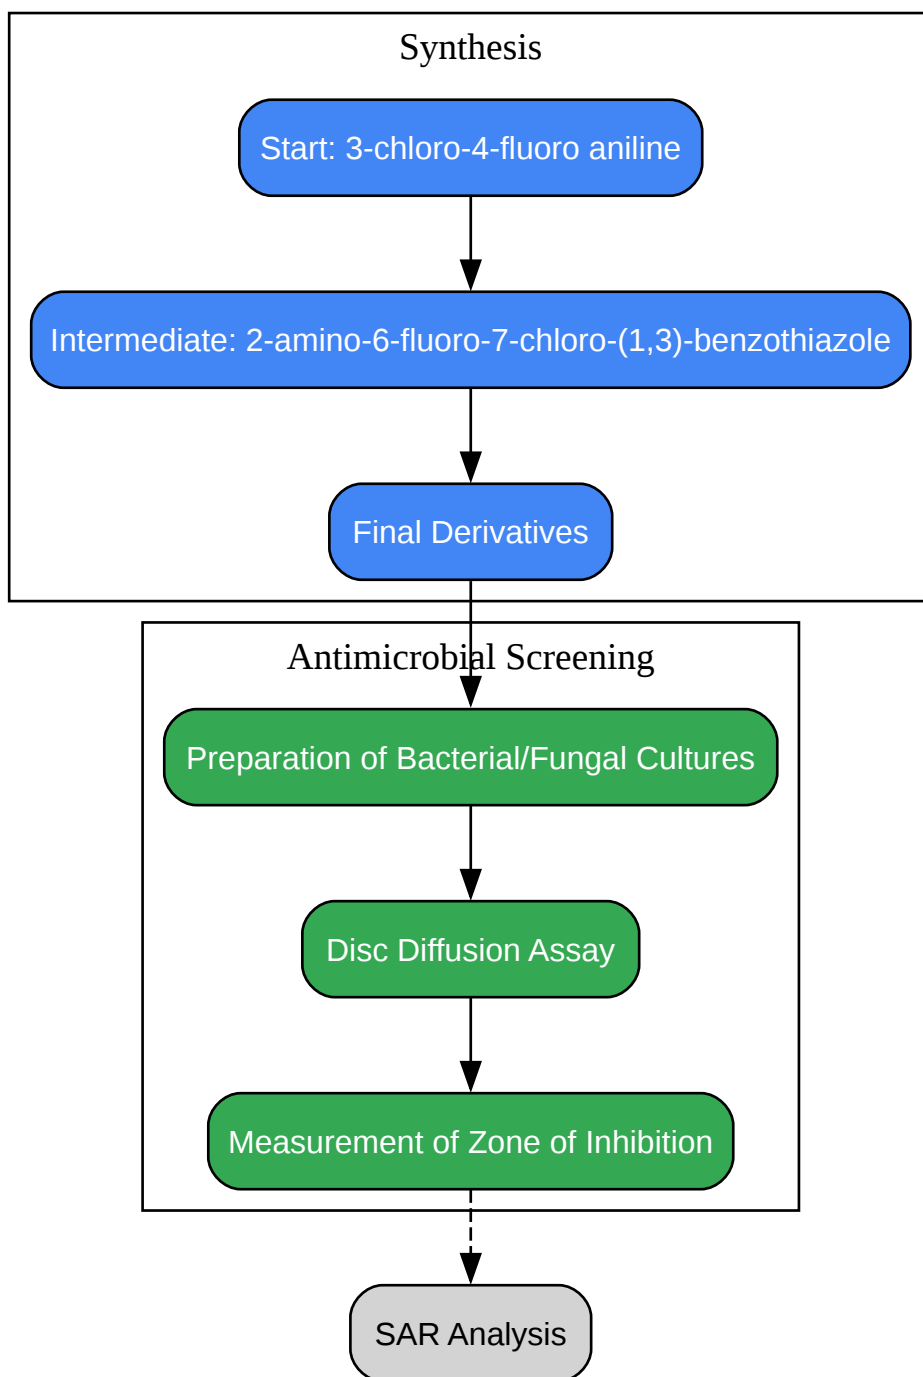 Synthesis
Start: 3-chloro-4-fluoro aniline
Intermediate: 2-amino-6-fluoro-7-chloro-(1,3)-benzothiazole
Final Derivatives
Antimicrobial Screening
Preparation of Bacterial/Fungal Cultures
Disc Diffusion Assay
Measurement of Zone of Inhibition
SAR Analysis